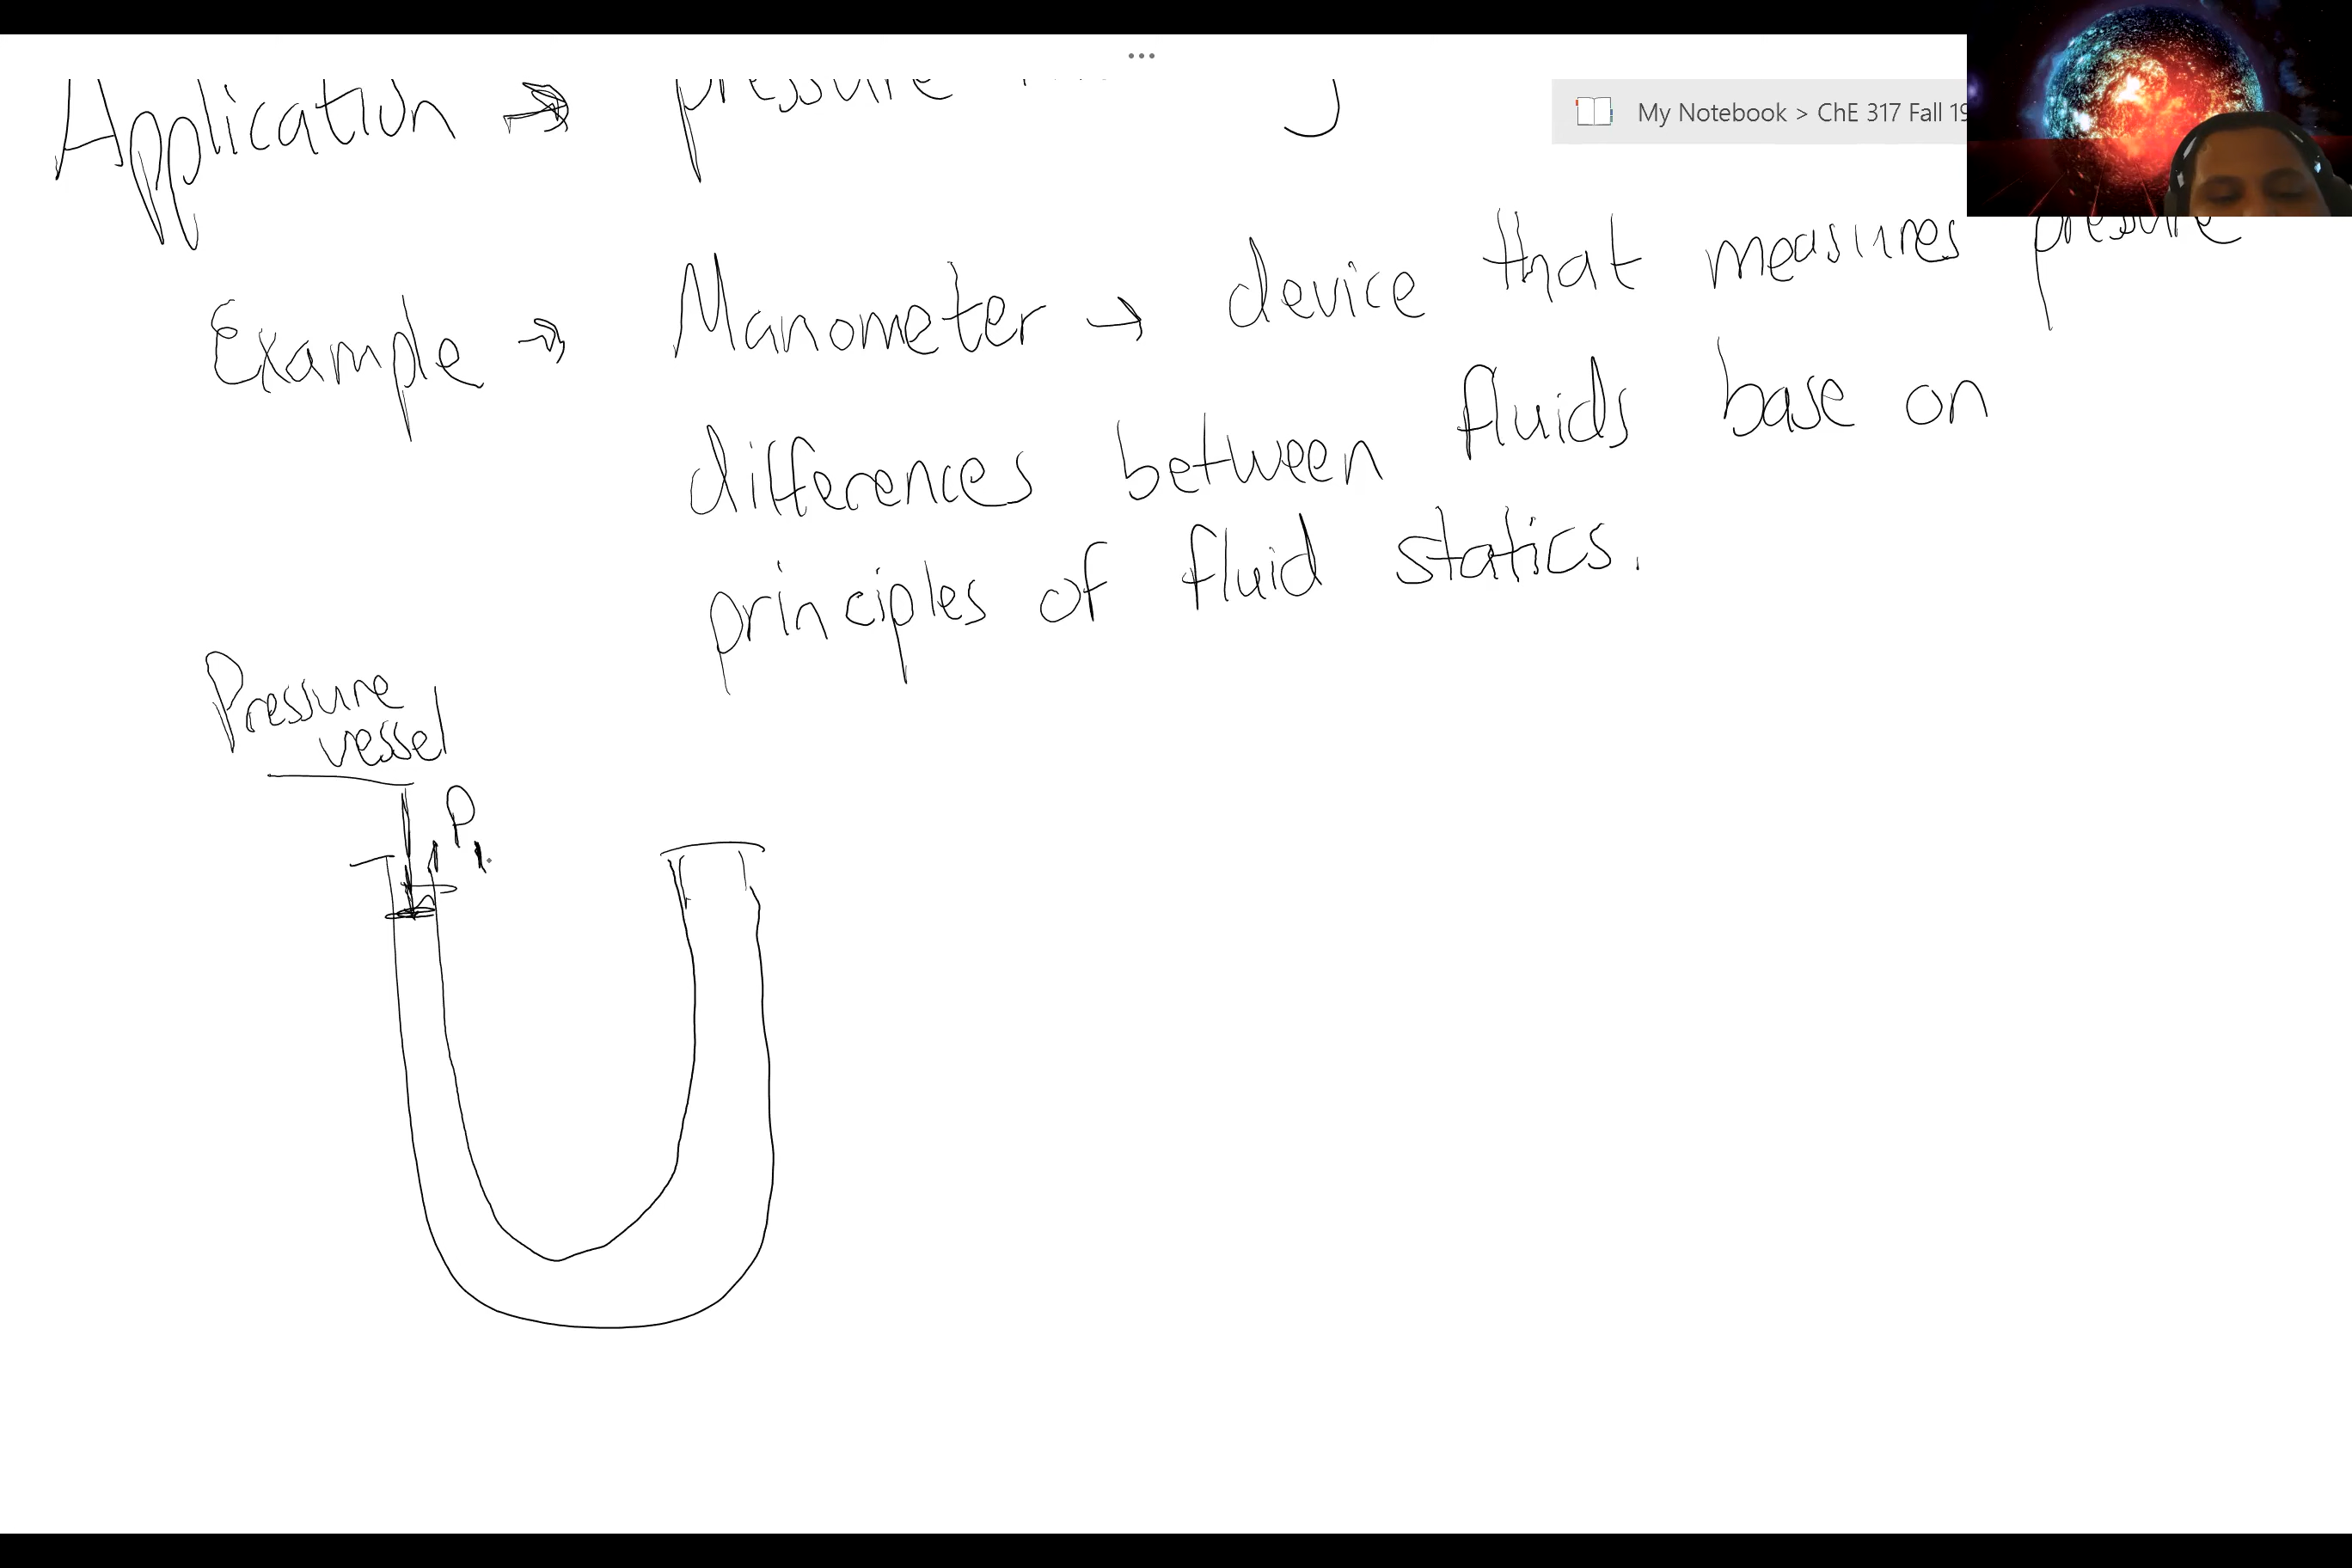 My Notebook > ChE 317 Fall 19
Application → pressure
Example → Manometer → device that measures pressure
differences between fluids base on
principles of fluid statics.
Pressure
vessel
P1